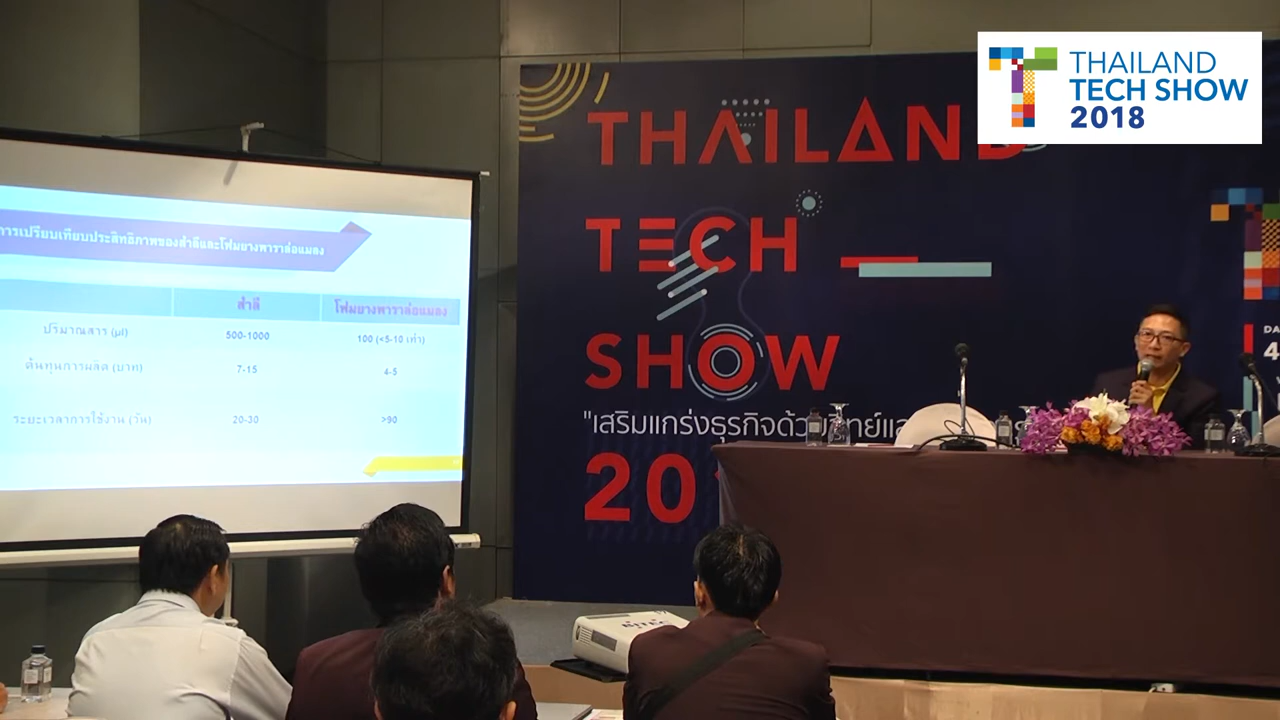 THAILAND
TECH SHOW
2018
THAILAND
TECH
SHOW
"เสริมแกร่งธุรกิจด้วย
20
การเปรียบเทียบประสิทธิภาพของสำลีและโฟมยางพาราล่อแมลง
สำลี โฟมยางพาราล่อแมลง
ปริมาณสาร (µl) 500-1000 100 (<5-10 เท่า)
ต้นทุนการผลิต (บาท) 7-15 4-5
ระยะเวลาการใช้งาน (วัน) 20-30 >90
DA
4
BITEC